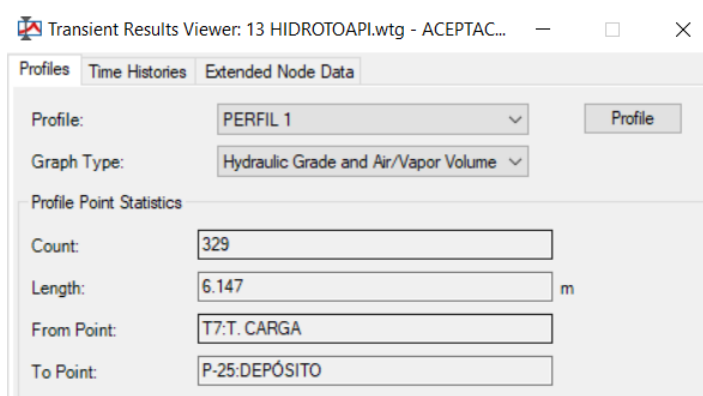 Transient Results Viewer: 13 HIDROTOAPI.wtg - ACEPTAC...
Profiles Time Histories Extended Node Data
Profile: PERFIL 1 Profile
Graph Type: Hydraulic Grade and Air/Vapor Volume
Profile Point Statistics
Count: 329
Length: 6.147 m
From Point: T7:T. CARGA
To Point: P-25:DEPÓSITO